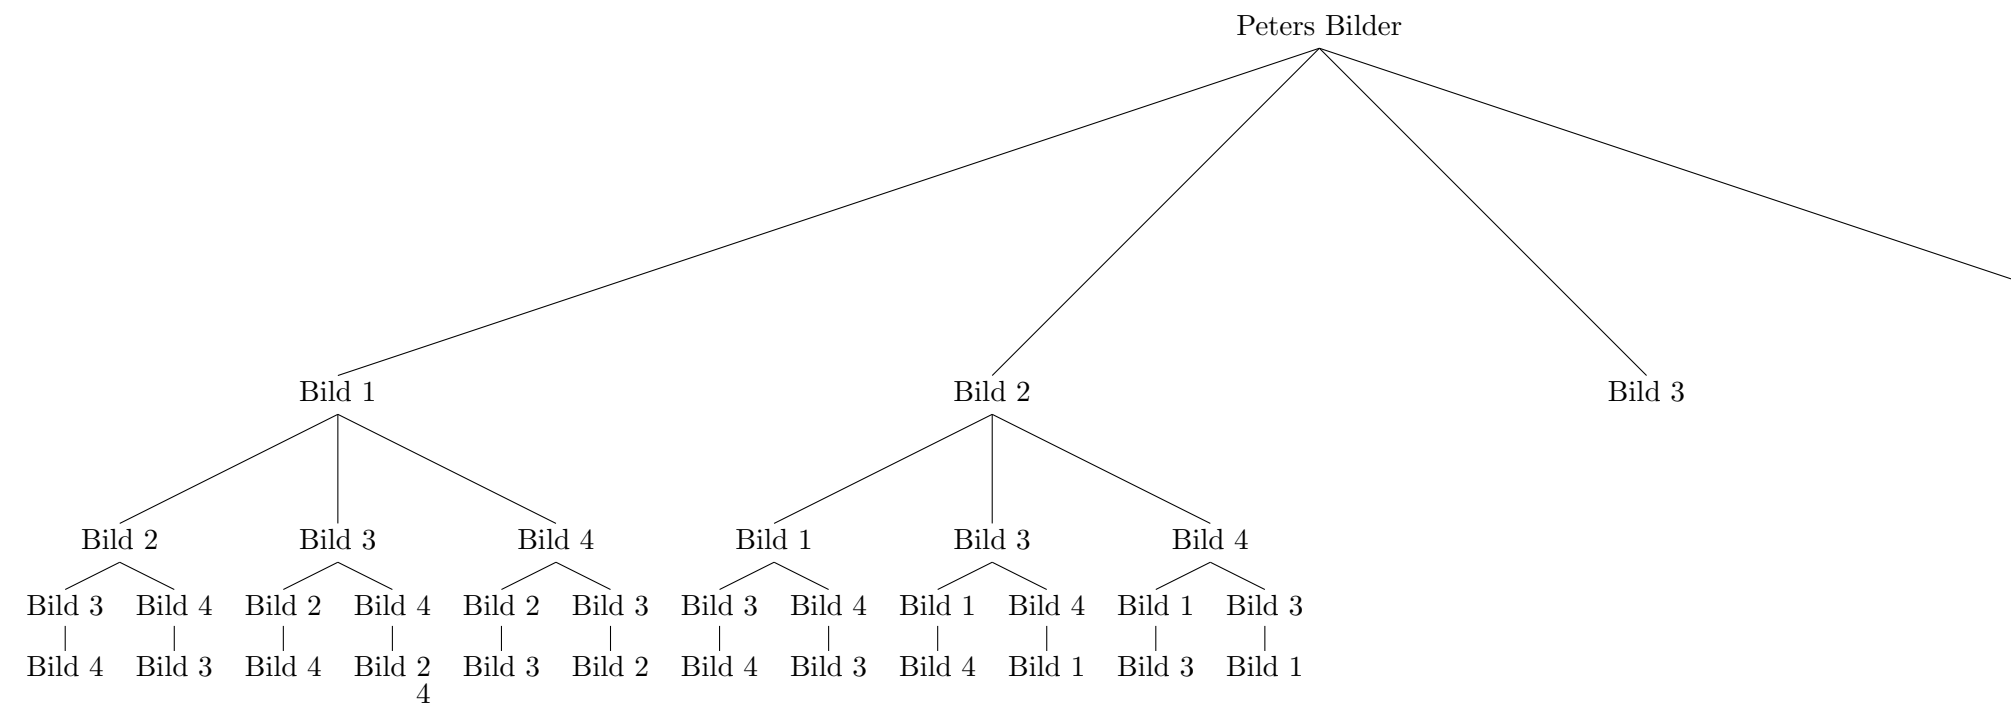 Peters Bilder
Bild 1 Bild 2 Bild 3
Bild 2 Bild 3 Bild 4 Bild 1 Bild 3 Bild 4
Bild 3 Bild 4 Bild 2 Bild 4 Bild 2 Bild 3 Bild 3 Bild 4 Bild 1 Bild 4 Bild 1 Bild 3
Bild 4 Bild 3 Bild 4 Bild 2 Bild 3 Bild 2 Bild 4 Bild 3 Bild 4 Bild 1 Bild 3 Bild 1
4